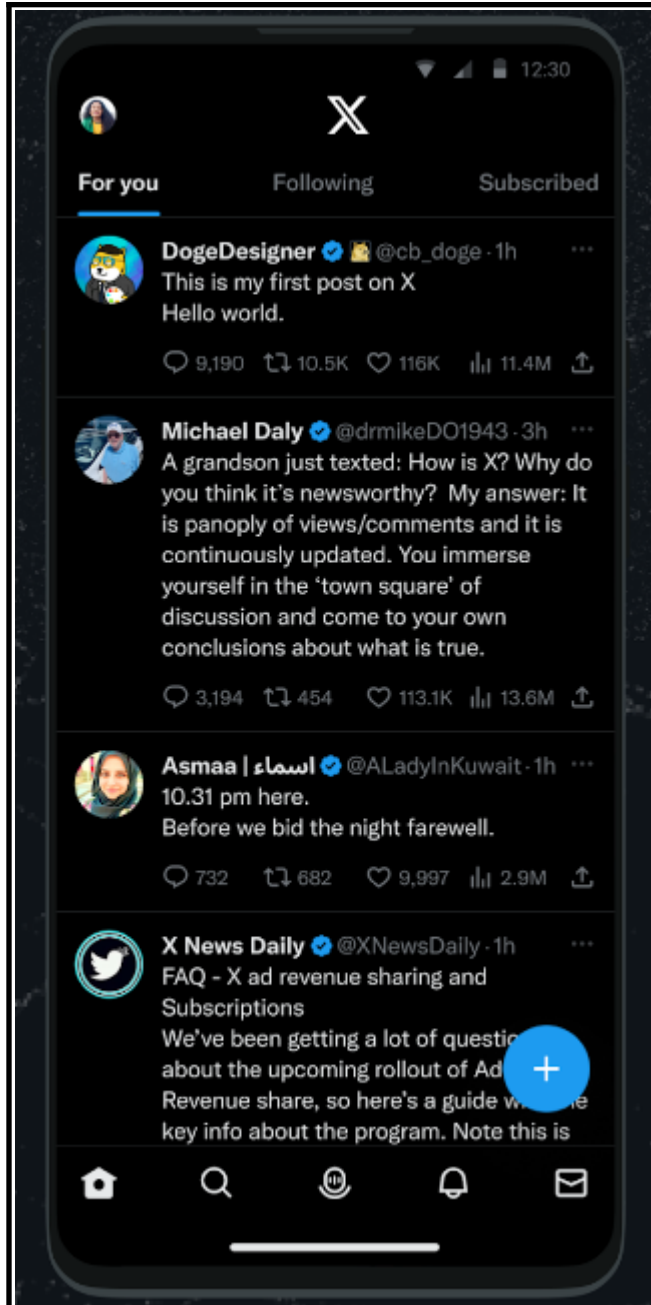 12:30
For you Following Subscribed
DogeDesigner @cb_doge · 1h
This is my first post on X
Hello world.
9,190 10.5K 116K 11.4M
Michael Daly @drmikeDO1943 · 3h
A grandson just texted: How is X? Why do
you think it's newsworthy? My answer: It
is panoply of views/comments and it is
continuously updated. You immerse
yourself in the ‘town square’ of
discussion and come to your own
conclusions about what is true.
3,194 454 113.1K 13.6M
Asmaa | اسماء @ALadyInKuwait · 1h
10.31 pm here.
Before we bid the night farewell.
732 682 9,997 2.9M
X News Daily @XNewsDaily · 1h
FAQ - X ad revenue sharing and
Subscriptions
We've been getting a lot of
about the upcoming rollout of Ad
Revenue share, so here's a guide
key info about the program. Note this is